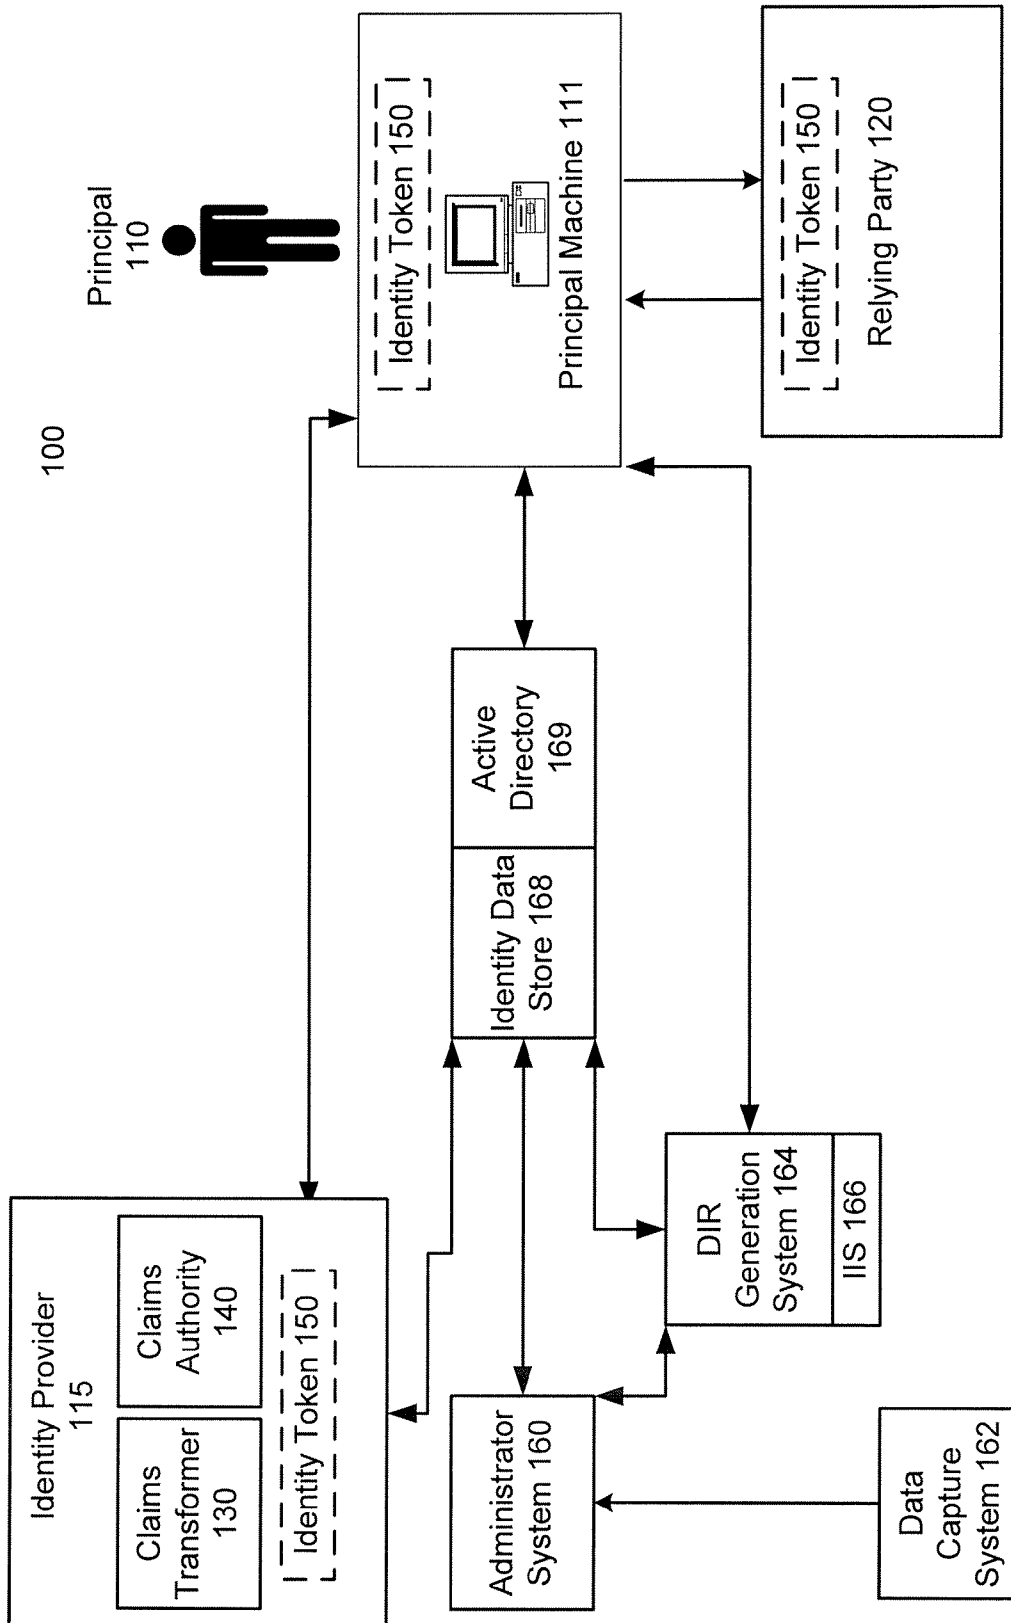 100
Identity Provider
115
Claims
Transformer
130
Claims
Authority
140
Identity Token 150
Principal
110
Identity Token 150
Principal Machine 111
Administrator
System 160
Identity Data
Store 168
Active
Directory
169
DIR
Generation
System 164
IIS 166
Data
Capture
System 162
Identity Token 150
Relying Party 120